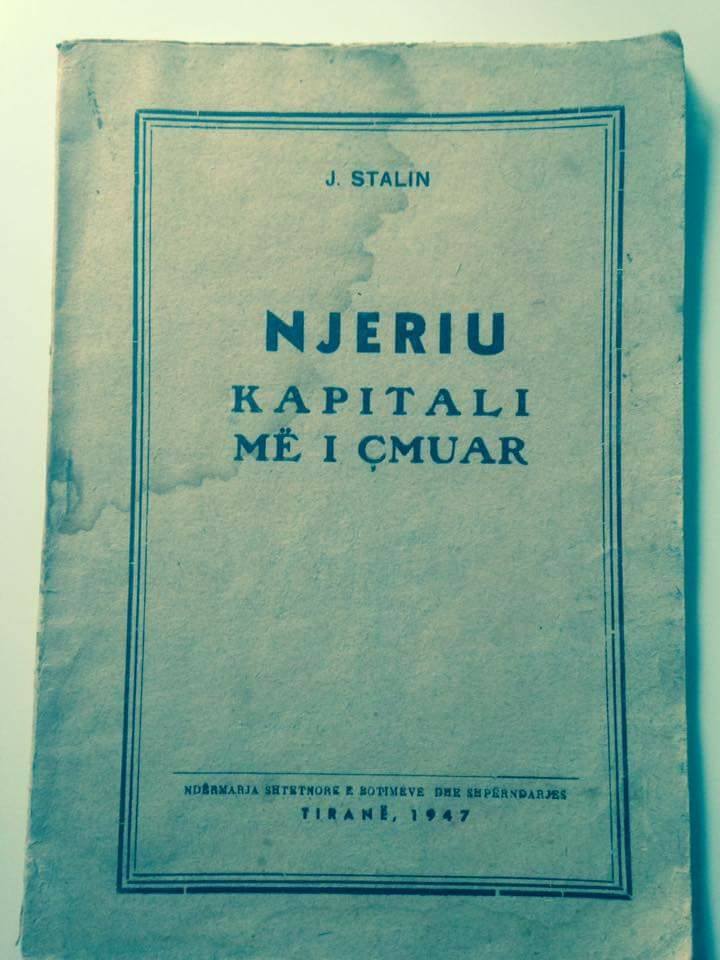 J. STALIN
NJERIU
KAPITALI
MË I ÇMUAR
NDËRMARJA SHTETNORE E BOTIMEVE DHE SHPËRNDARJES
TIRANË, 1947